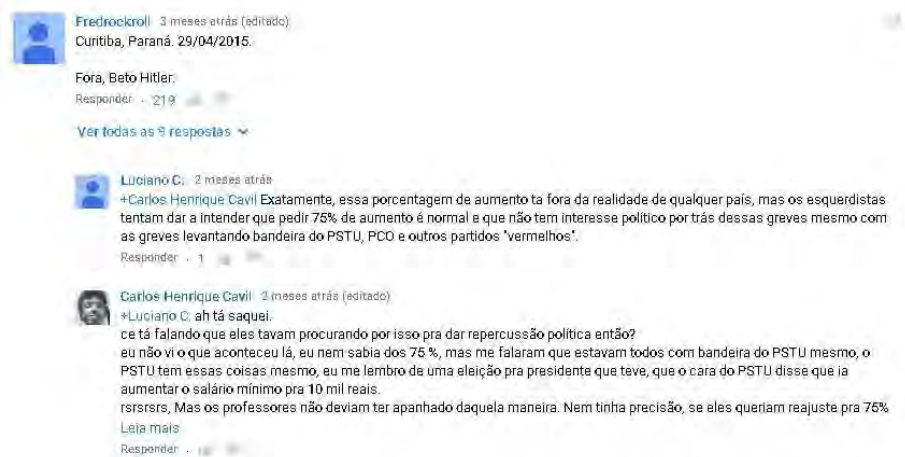 Fredrockroll 3 meses atrás (editado)
Curitiba, Paraná. 29/04/2015.
Fora, Beto Hitler.
Responder · 219
Ver todas as 9 respostas
Luciano C. 2 meses atrás
+Carlos Henrique Cavil Exatamente, essa porcentagem de aumento ta fora da realidade de qualquer país, mas os esquerdistas
tentam dar a intender que pedir 75% de aumento é normal e que não tem interesse político por trás dessas greves mesmo com
as greves levantando bandeira do PSTU, PCO e outros partidos "vermelhos".
Responder · 1
Carlos Henrique Cavil 2 meses atrás (editado)
+Luciano C. ah tá saquei.
ce tá falando que eles tavam procurando por isso pra dar repercussão política então?
eu não vi o que aconteceu lá, eu nem sabia dos 75 %, mas me falaram que estavam todos com bandeira do PSTU mesmo, o
PSTU tem essas coisas mesmo, eu me lembro de uma eleição pra presidente que teve, que o cara do PSTU disse que ia
aumentar o salário mínimo pra 10 mil reais.
rsrsrsrs, Mas os professores não deviam ter apanhado daquela maneira. Nem tinha precisão, se eles queriam reajuste pra 75%
Leia mais
Responder ·